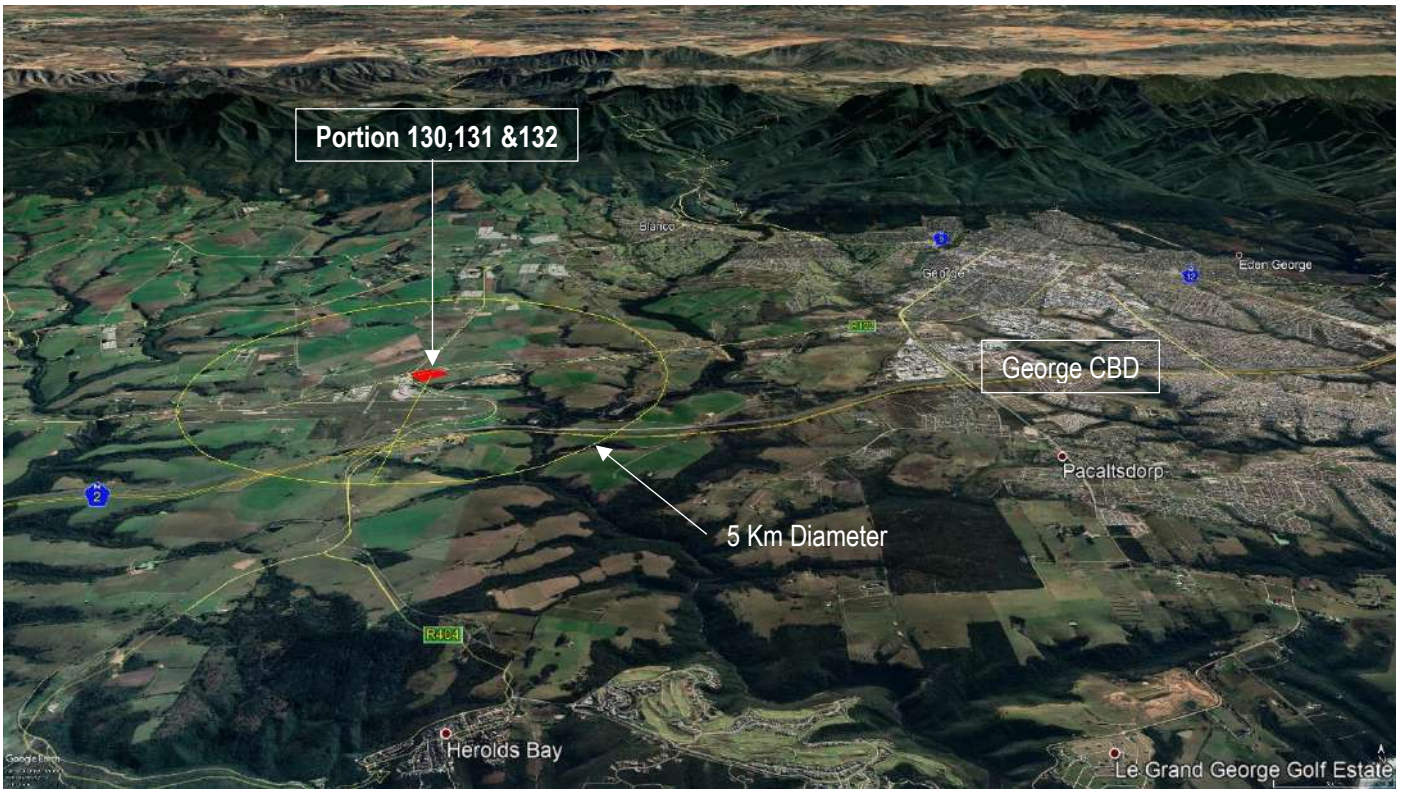 Portion 130,131 &132
Blanco
George
Eden George
George CBD
Pacaltsdorp
N
2
5 Km Diameter
R404
Herolds Bay
Le Grand George Golf Estate
Google Earth